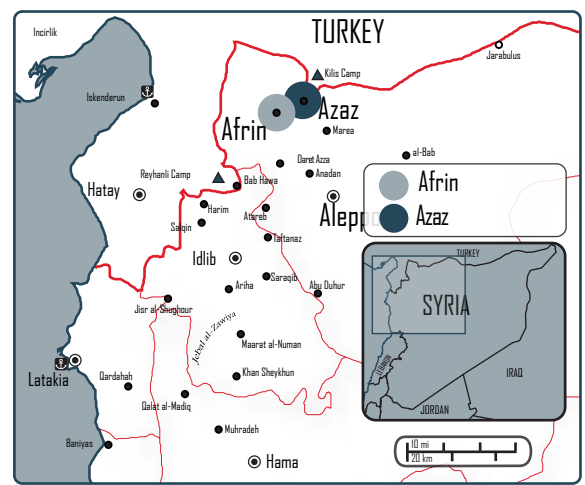 TURKEY
Incirlik
Jarabulus
Kilis Camp
Iskenderun
Azaz
Afrin
Marea
al-Bab
Daret Azza
Anadan
Reyhanli Camp
Bab Hawa
Afrin
Hatay
Harim
Atareb
Aleppo
Azaz
Salqin
Taftanaz
Idlib
TURKEY
Saraqib
Ariha
Abu Duhur
Jisr al-Shughour
SYRIA
Jebal al-Zawiya
Maarat al-Numan
LEBANON
IRAQ
Latakia
Qardahah
Khan Sheykhun
Qalat al-Madiq
JORDAN
Muhradeh
Baniyas
10 mi
20 km
Hama